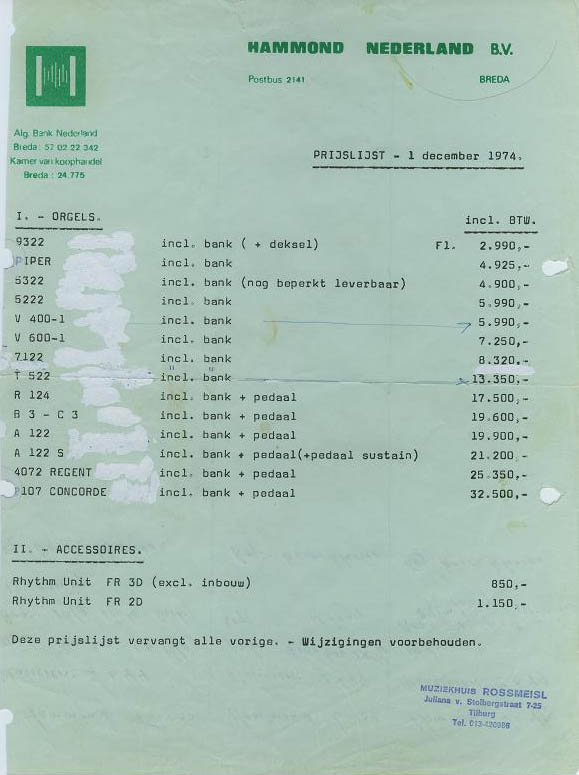 HAMMOND NEDERLAND B.V.
Postbus 2141 BREDA
Alg. Bank Nederland
Breda: 57 02 22 342
Kamer van koophandel
Breda: 24.775
PRIJSLIJST - 1 december 1974.
I. - ORGELS. incl. BTW.
9322 incl. bank ( + deksel) Fl. 2.990,-
PIPER incl. bank 4.925,-
5322 incl. bank (nog beperkt leverbaar) 4.900,-
5222 incl. bank 5.990,-
V 400-1 incl. bank 5.990,-
V 600-1 incl. bank 7.250,-
7122 incl. bank 8.320,-
T 522 incl. bank 13.350,-
R 124 incl. bank + pedaal 17.500,-
B 3 - C 3 incl. bank + pedaal 19.600,-
A 122 incl. bank + pedaal 19.900,-
A 122 S incl. bank + pedaal(+pedaal sustain) 21.200,-
4072 REGENT incl. bank + pedaal 25.350,-
CONCORDE incl. bank + pedaal 32.500,-
II. - ACCESSOIRES.
Rhythm Unit FR 3D (excl. inbouw) 850,-
Rhythm Unit FR 2D 1.150,-
Deze prijslijst vervangt alle vorige. - Wijzigingen voorbehouden.
MUZIEKHUIS ROSSMEISL
Juliana v. Stolbergstraat 7-25
Tilburg
Tel.